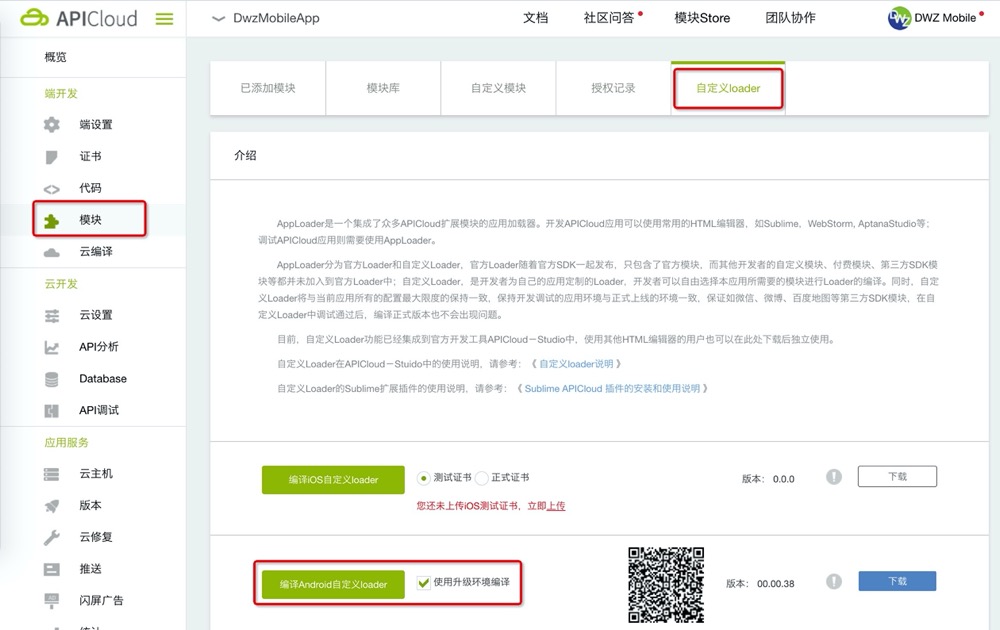 APICloud
DwzMobileApp
文档
社区问答
模块Store
团队协作
DWZ Mobile
概览
端开发
端设置
证书
代码
模块
云编译
云开发
云设置
API分析
Database
API调试
应用服务
云主机
版本
云修复
推送
闪屏广告
已添加模块
模块库
自定义模块
授权记录
自定义loader
介绍
AppLoader是一个集成了众多APICloud扩展模块的应用加载器。开发APICloud应用可以使用常用的HTML编辑器，如Sublime，WebStorm, AptanaStudio等；
调试APICloud应用则需要使用AppLoader。
AppLoader分为官方Loader和自定义Loader，官方Loader随着官方SDK一起发布，只包含了官方模块，而其他开发者的自定义模块、付费模块、第三方SDK模
块等都并未加入到官方Loader中；自定义Loader，是开发者为自己的应用定制的Loader，开发者可以自由选择本应用所需要的模块进行Loader的编译。同时，自定
义Loader将与当前应用所有的配置最大限度的保持一致，保持开发调试的应用环境与正式上线的环境一致，保证如微信、微博、百度地图等第三方SDK模块，在自
定义Loader中调试通过后，编译正式版本也不会出现问题。
目前，自定义Loader功能已经集成到官方开发工具APICloud－Studio中，使用其他HTML编辑器的用户也可以在此处下载后独立使用。
自定义Loader在APICloud－Stuido中的使用说明，请参考：《 自定义loader说明 》
自定义Loader的Sublime扩展插件的使用说明，请参考：《 Sublime APICloud 插件的安装和使用说明 》
编译iOS自定义loader
测试证书
正式证书
版本： 0.0.0
下载
您还未上传iOS测试证书，立即上传
编译Android自定义loader
使用升级环境编译
版本： 00.00.38
下载